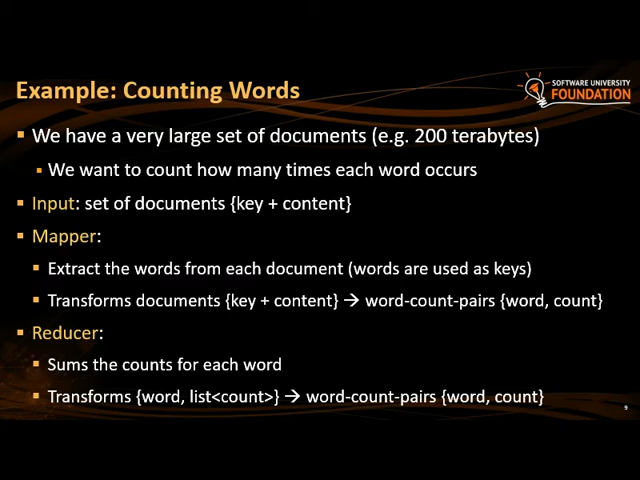 Example: Counting Words
SOFTWARE UNIVERSITY
FOUNDATION
We have a very large set of documents (e.g. 200 terabytes)
We want to count how many times each word occurs
Input: set of documents {key + content}
Mapper:
Extract the words from each document (words are used as keys)
Transforms documents {key + content} → word-count-pairs {word, count}
Reducer:
Sums the counts for each word
Transforms {word, list<count>} → word-count-pairs {word, count}
9